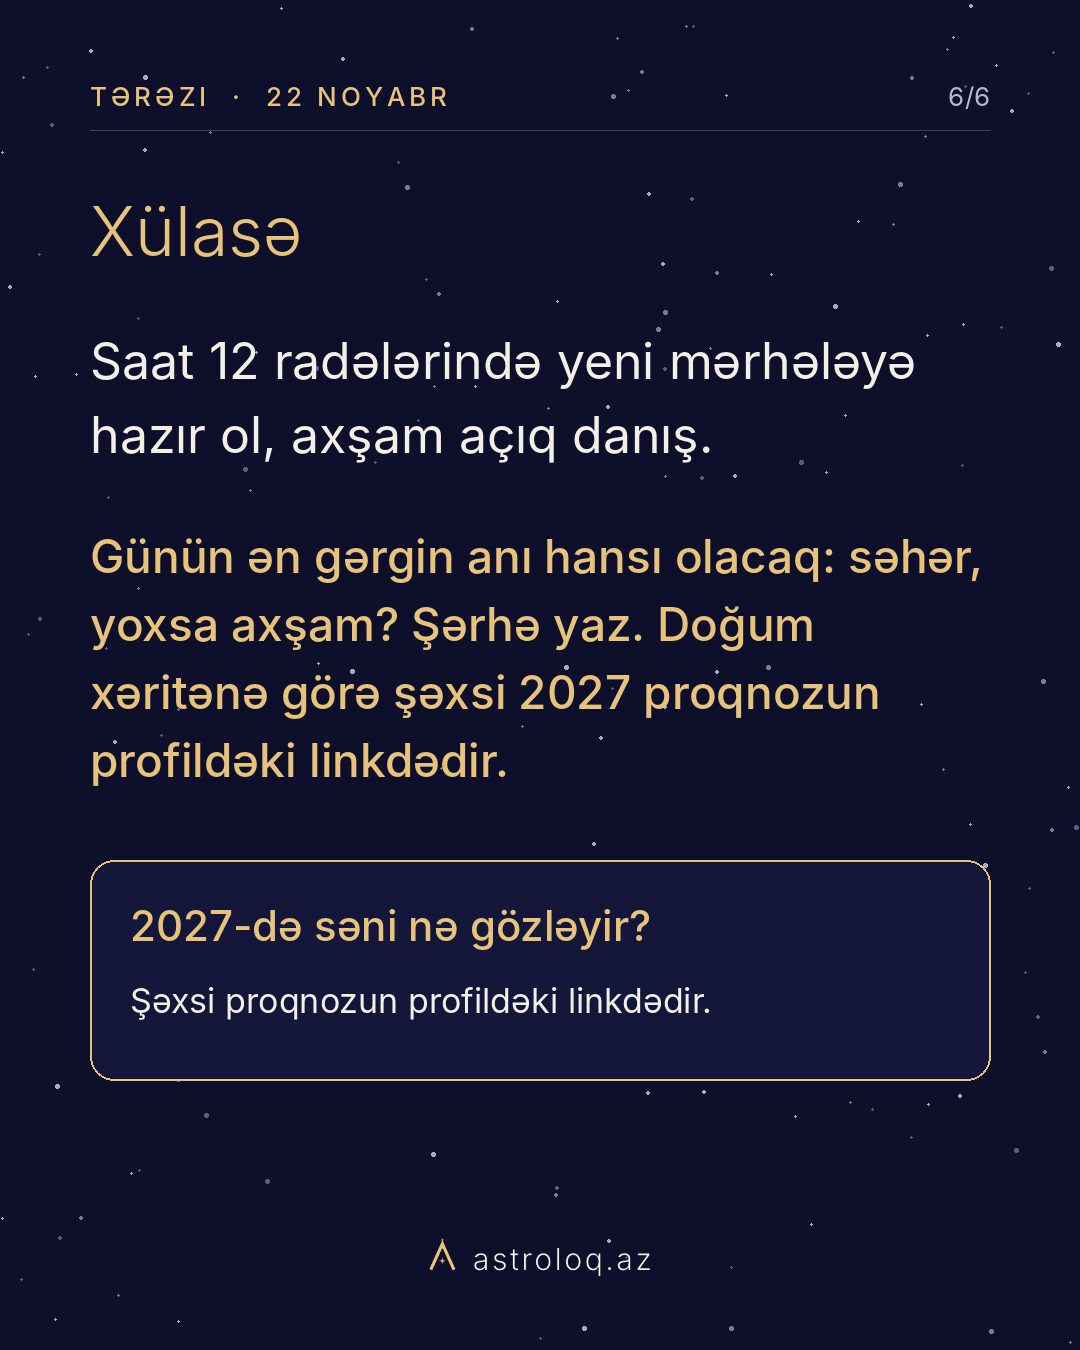 TƏRƏZI · 22 NOYABR
6/6
Xülasə
Saat 12 radələrində yeni mərhələyə
hazır ol, axşam açıq danış.
Günün ən gərgin anı hansı olacaq: səhər,
yoxsa axşam? Şərhə yaz. Doğum
xəritənə görə şəxsi 2027 proqnozun
profildəki linkdədir.
2027-də səni nə gözləyir?
Şəxsi proqnozun profildəki linkdədir.
astroloq.az